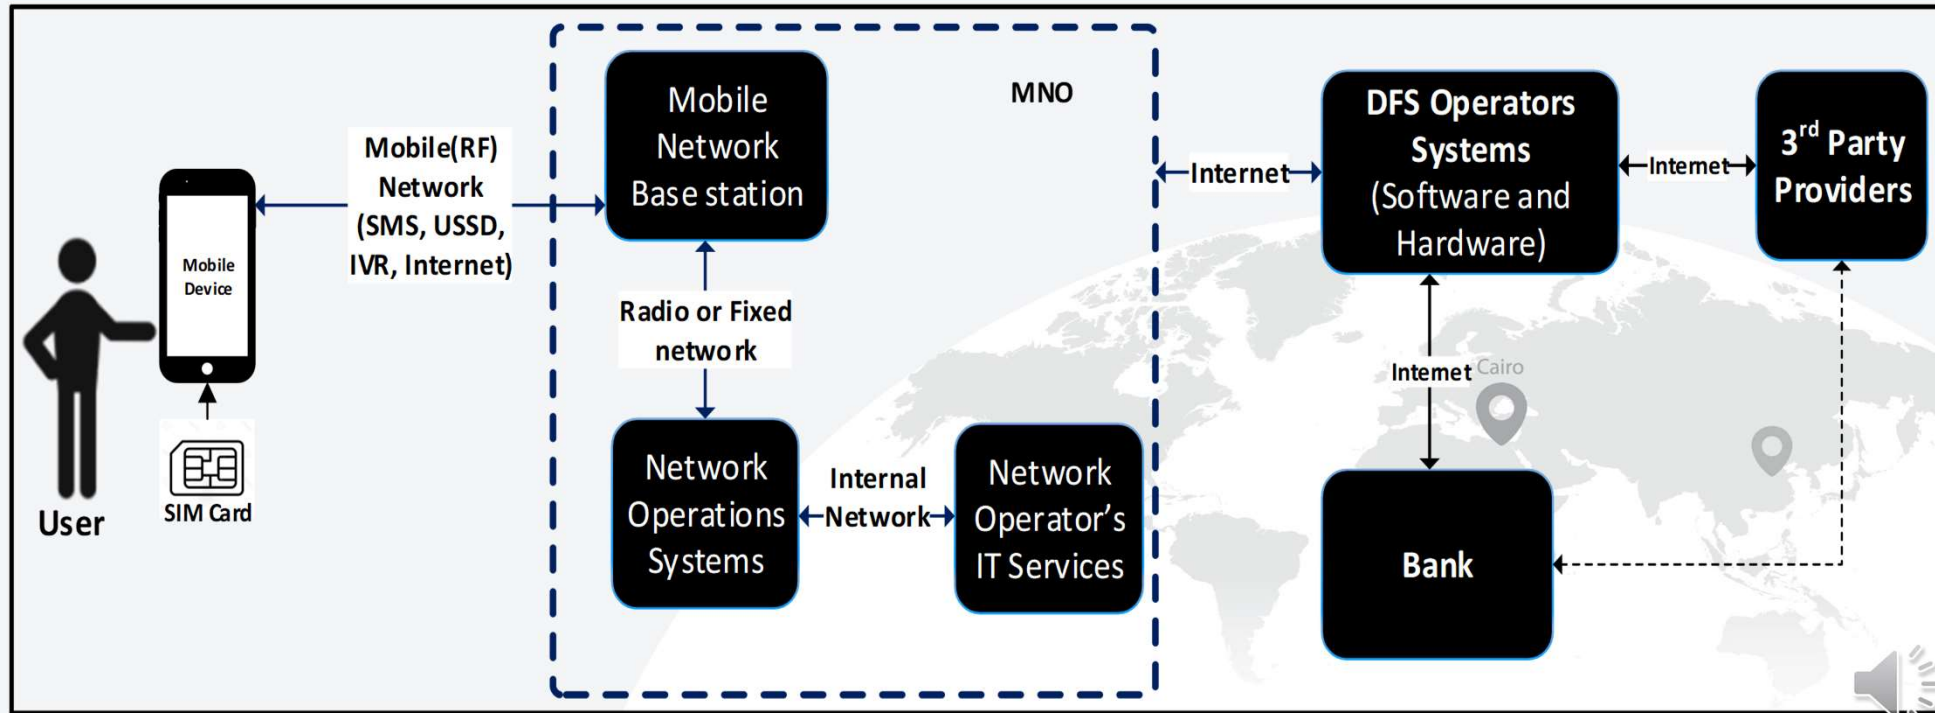 User
Mobile
Device
SIM Card
Mobile(RF)
Network
(SMS, USSD,
IVR, Internet)
MNO
Mobile
Network
Base station
Radio or Fixed
network
Network
Operations
Systems
Internal
Network
Network
Operator’s
IT Services
Internet
DFS Operators
Systems
(Software and
Hardware)
Internet
3rd Party
Providers
Internet
Cairo
Bank